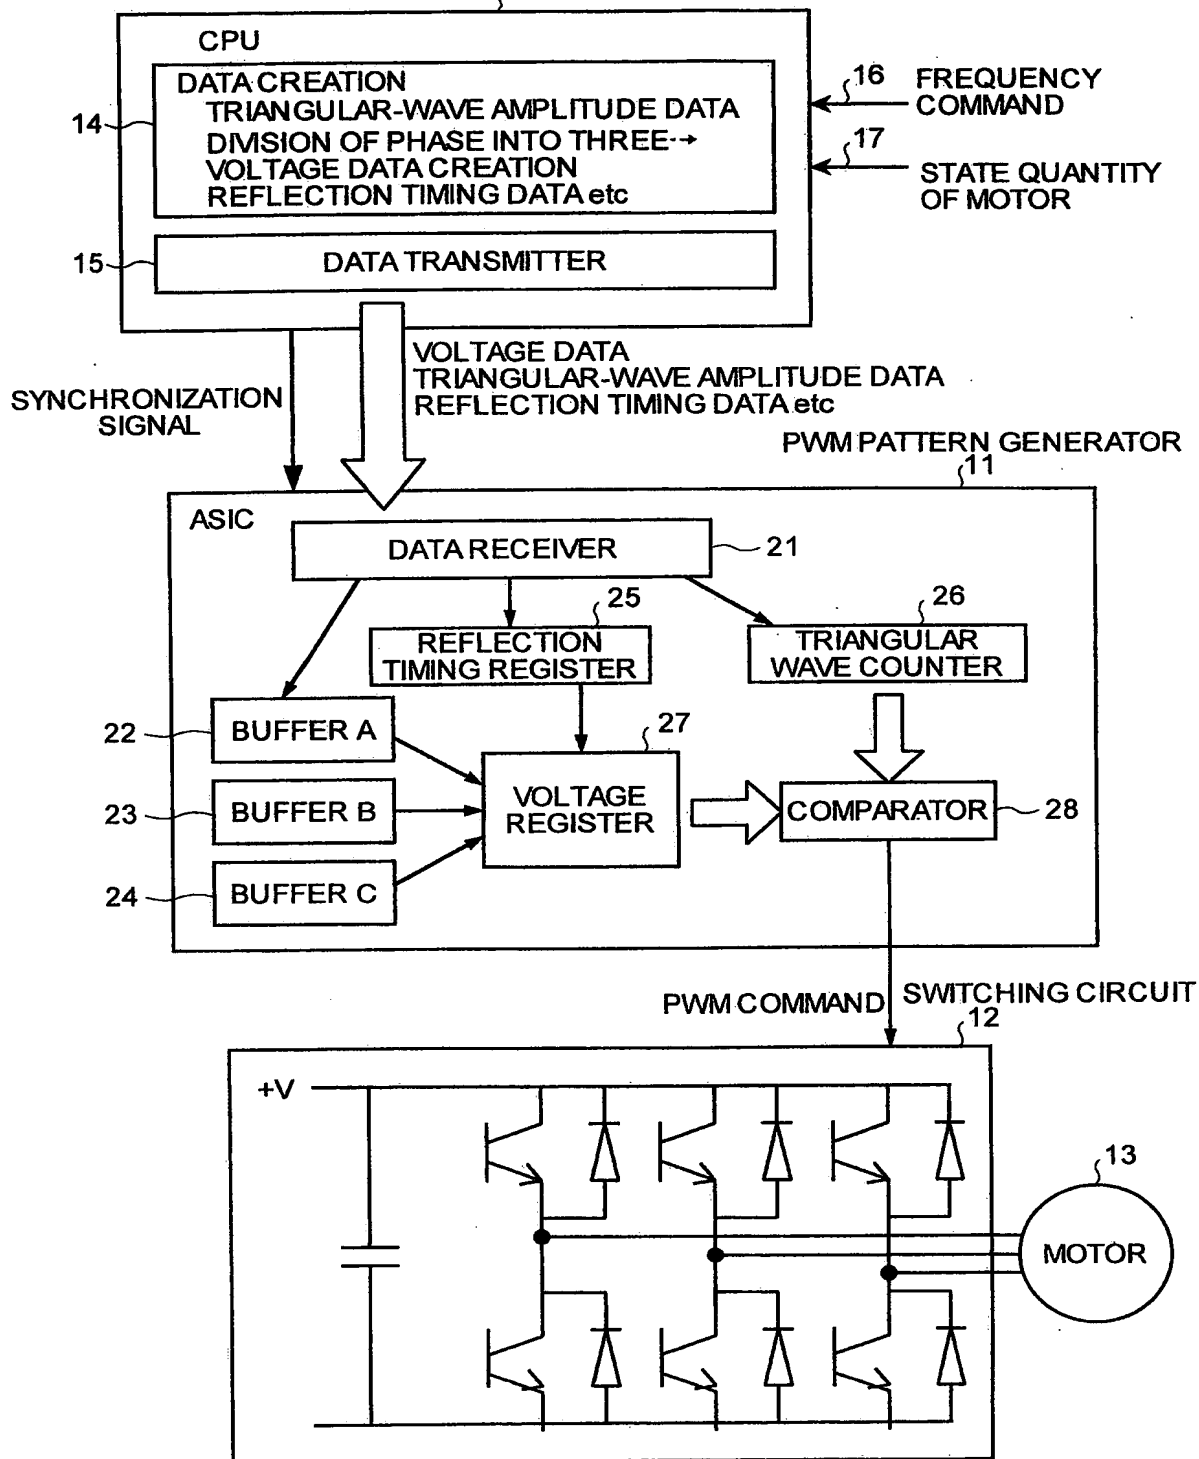 CPU
DATA CREATION
TRIANGULAR-WAVE AMPLITUDE DATA
DIVISION OF PHASE INTO THREE→
VOLTAGE DATA CREATION
REFLECTION TIMING DATA etc
14
15
DATA TRANSMITTER
16
FREQUENCY
COMMAND
17
STATE QUANTITY
OF MOTOR
SYNCHRONIZATION
SIGNAL
VOLTAGE DATA
TRIANGULAR-WAVE AMPLITUDE DATA
REFLECTION TIMING DATA etc
PWM PATTERN GENERATOR
11
ASIC
DATA RECEIVER
21
25
REFLECTION
TIMING REGISTER
26
TRIANGULAR
WAVE COUNTER
22
BUFFER A
23
BUFFER B
24
BUFFER C
27
VOLTAGE
REGISTER
COMPARATOR
28
PWM COMMAND
SWITCHING CIRCUIT
12
+V
13
MOTOR